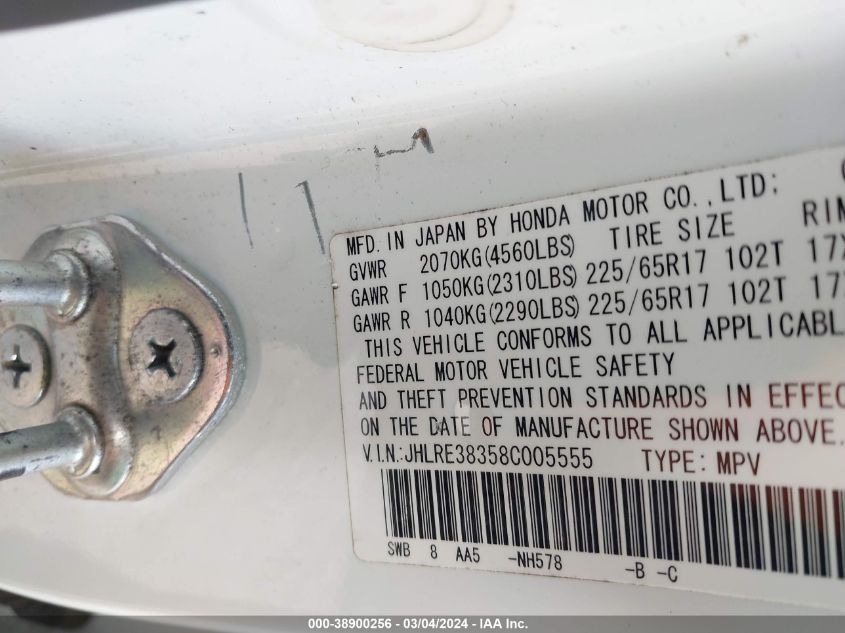 MFD. IN JAPAN BY HONDA MOTOR CO.,LTD;
GVWR 2070KG(4560LBS) TIRE SIZE RIM
GAWR F 1050KG(2310LBS) 225/65R17 102T 17X
GAWR R 1040KG(2290LBS) 225/65R17 102T 17X
THIS VEHICLE CONFORMS TO ALL APPLICABL
FEDERAL MOTOR VEHICLE SAFETY
AND THEFT PREVENTION STANDARDS IN EFFEC
ON THE DATE OF MANUFACTURE SHOWN ABOVE.
V.I.N.:JHLRE38358C005555 TYPE: MPV
SWB 8 AA5 -NH578 -B -C
000-38900256 - 03/04/2024 - IAA Inc.